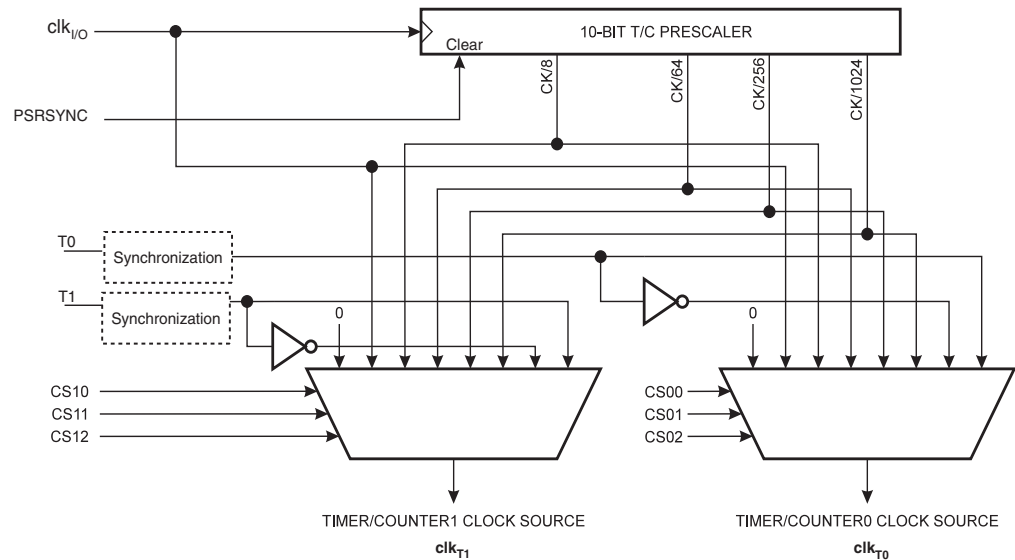 clkI/O
10-BIT T/C PRESCALER
Clear
CK/8
CK/64
CK/256
CK/1024
PSRSYNC
T0
Synchronization
T1
Synchronization
0
0
CS10
CS11
CS12
CS00
CS01
CS02
TIMER/COUNTER1 CLOCK SOURCE
clkT1
TIMER/COUNTER0 CLOCK SOURCE
clkT0